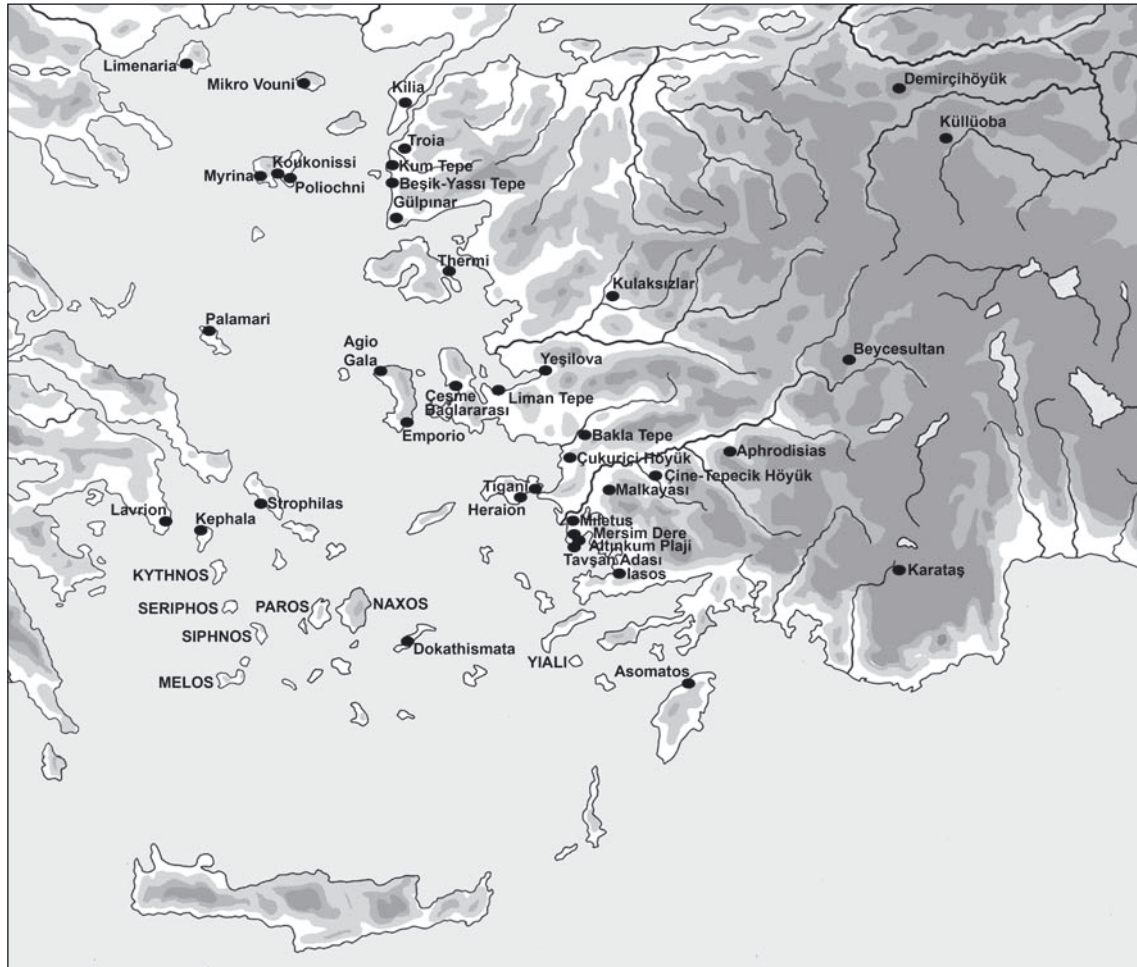 Limenaria
Mikro Vouni
Kilia
Demirçihöyük
Küllüoba
Troia
Koukonissi
Kum Tepe
Myrina
Poliochni
Beşik-Yassı Tepe
Gülpınar
Thermi
Kulaksızlar
Palamari
Agio
Gala
Yeşilova
Beycesultan
Çeşme
Bağlararası
Liman Tepe
Emporio
Bakla Tepe
Aphrodisias
Çukuriçi Höyük
Çine-Tepecik Höyük
Tigani
Malkayası
Heraion
Strophilas
Lavrion
Kephala
Miletus
Mersim Dere
Altınkum Plaji
Tavşan Adası
Iasos
Karataş
KYTHNOS
SERIPHOS
PAROS
NAXOS
SIPHNOS
Dokathismata
YIALI
Asomatos
MELOS